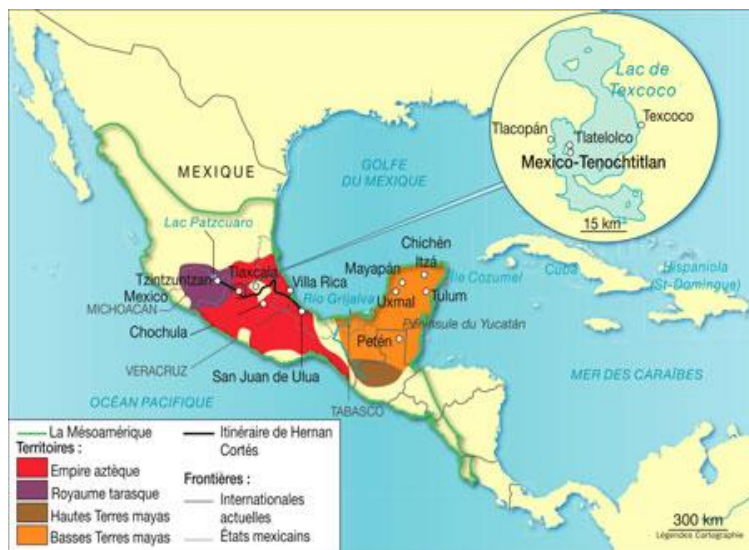 Lac de
Texcoco
Texcoco
Tlacopán
Tlatelolco
Mexico-Tenochtitlan
15 km
MEXIQUE
GOLFE
DU MEXIQUE
Lac Patzcuaro
Tzintzuntzan
Tlaxcala
Villa Rica
Mexico
MICHOACÁN
Chochula
VERACRUZ
San Juan de Ulua
Río Grijalva
TABASCO
Chichén
Itzá
Mayapán
Uxmal
Tulum
Île Cozumel
Péninsule du Yucatán
Petén
Cuba
Hispaniola
(St-Domingue)
MER DES CARAÏBES
OCÉAN PACIFIQUE
La Mésoamérique
Territoires :
Empire aztèque
Royaume tarasque
Hautes Terres mayas
Basses Terres mayas
Itinéraire de Hernan
Cortés
Frontières :
Internationales
actuelles
États mexicains
300 km
Légendes Cartographie